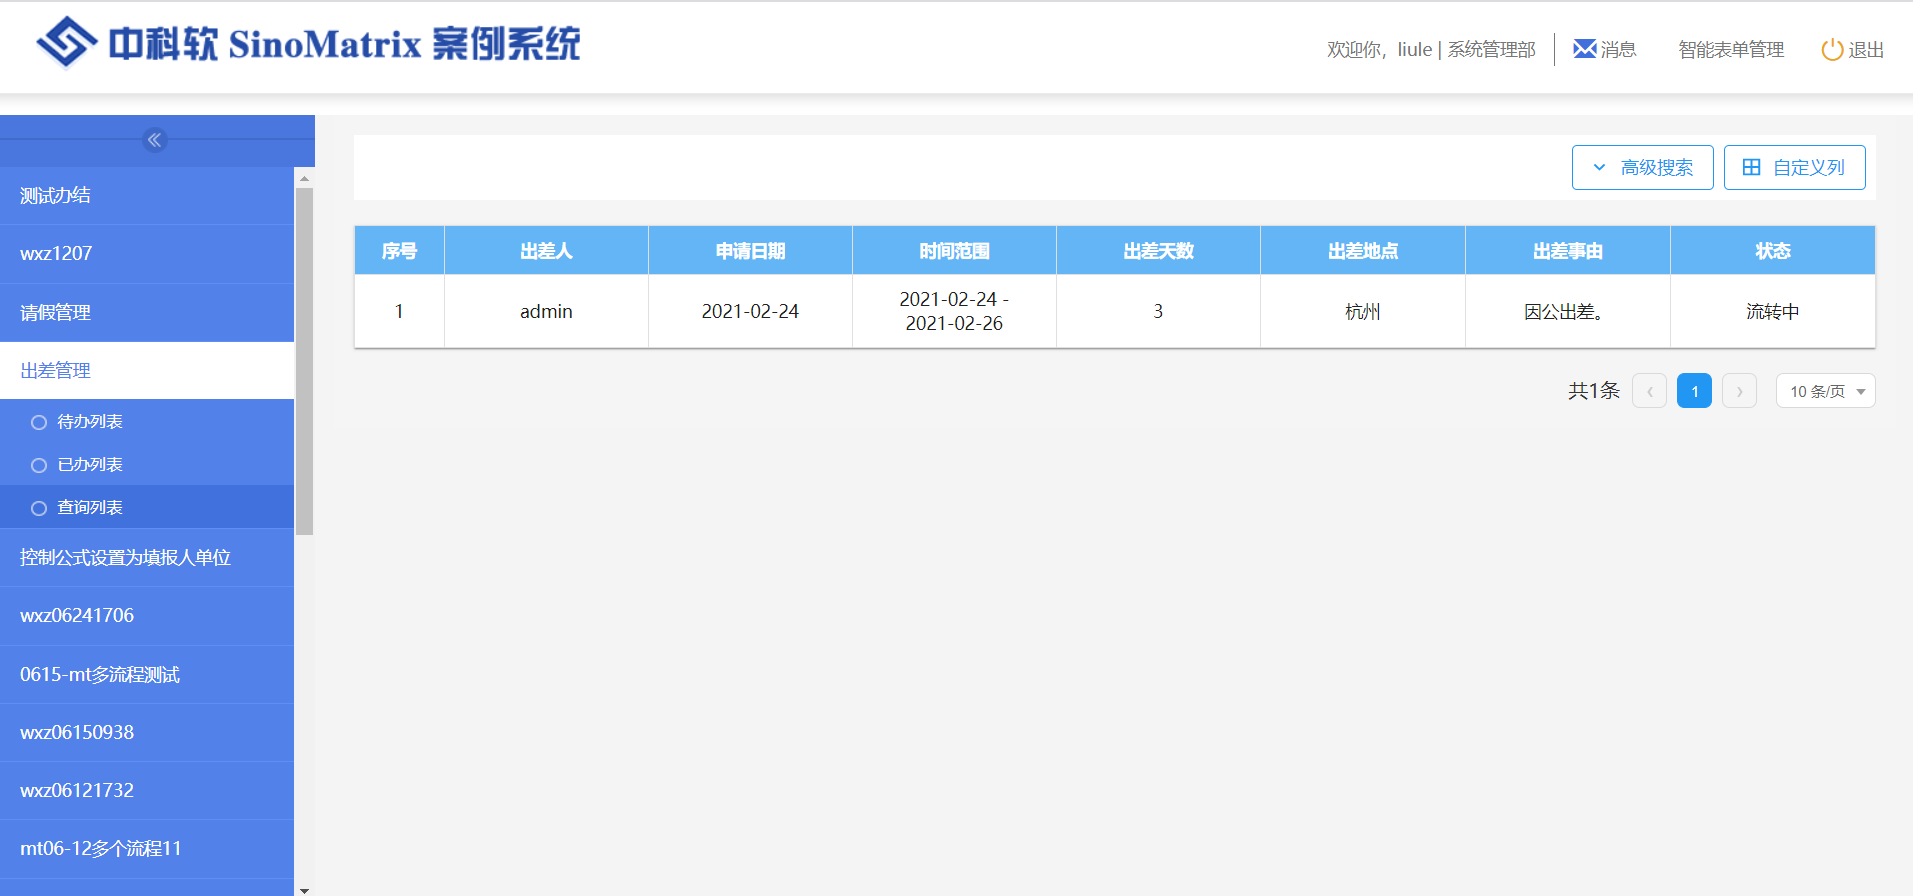 中科软 SinoMatrix 案例系统
欢迎你，liule | 系统管理部
消息
智能表单管理
退出
测试办结
wxz1207
请假管理
出差管理
待办列表
已办列表
查询列表
控制公式设置为填报人单位
wxz06241706
0615-mt多流程测试
wxz06150938
wxz06121732
mt06-12多个流程11
高级搜索
自定义列
序号 出差人 申请日期 时间范围 出差天数 出差地点 出差事由 状态
1 admin 2021-02-24 2021-02-24 - 2021-02-26 3 杭州 因公出差。 流转中
共1条 1 10 条/页